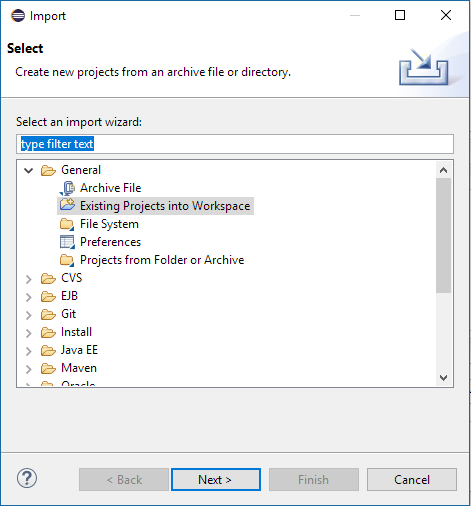 Import
Select
Create new projects from an archive file or directory.
Select an import wizard:
type filter text
General
Archive File
Existing Projects into Workspace
File System
Preferences
Projects from Folder or Archive
CVS
EJB
Git
Install
Java EE
Maven
Oracle
?
< Back
Next >
Finish
Cancel